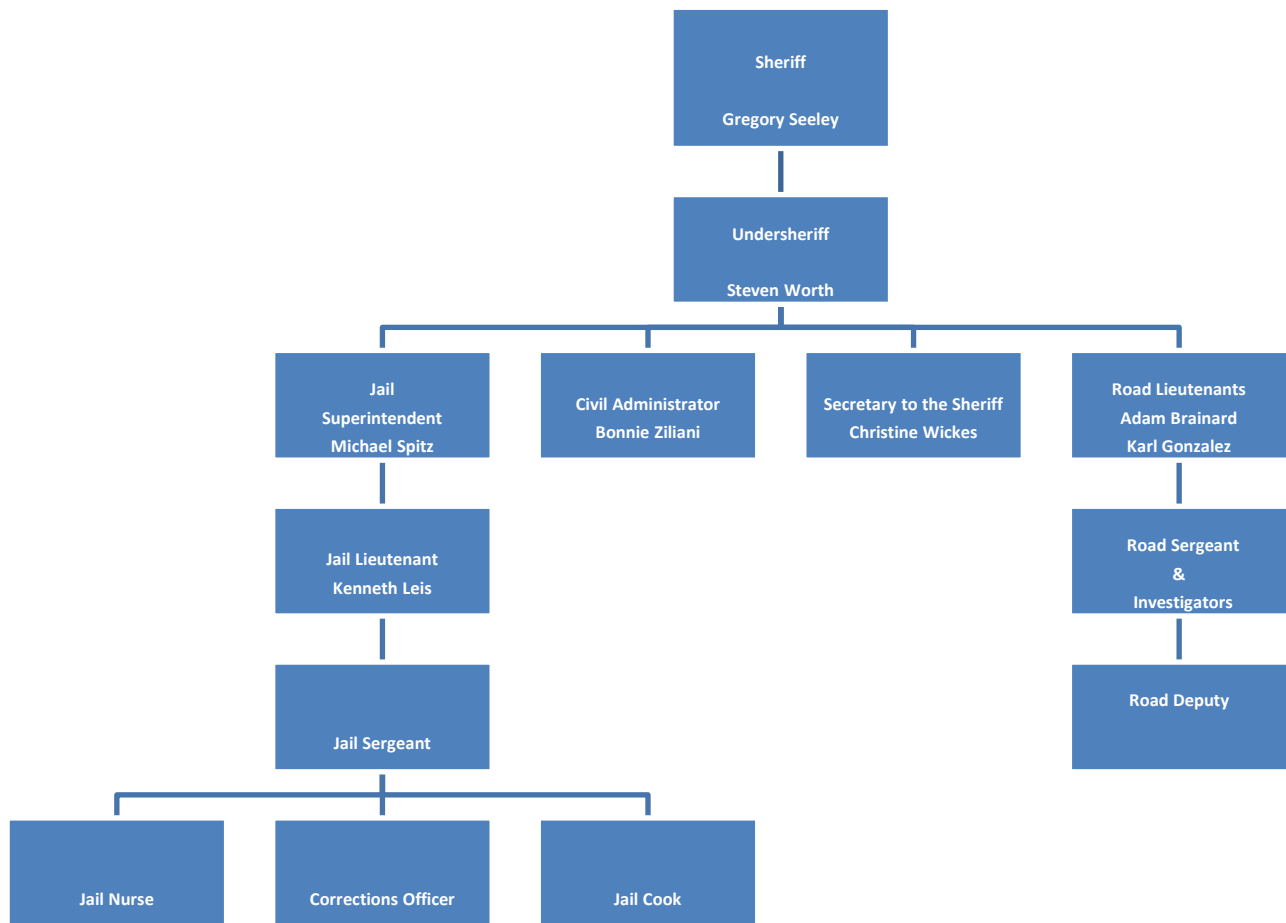 Sheriff
Gregory Seeley
Undersheriff
Steven Worth
Jail
Superintendent
Michael Spitz
Civil Administrator
Bonnie Ziliani
Secretary to the Sheriff
Christine Wickes
Road Lieutenants
Adam Brainard
Karl Gonzalez
Jail Lieutenant
Kenneth Leis
Road Sergeant
&
Investigators
Jail Sergeant
Road Deputy
Jail Nurse
Corrections Officer
Jail Cook